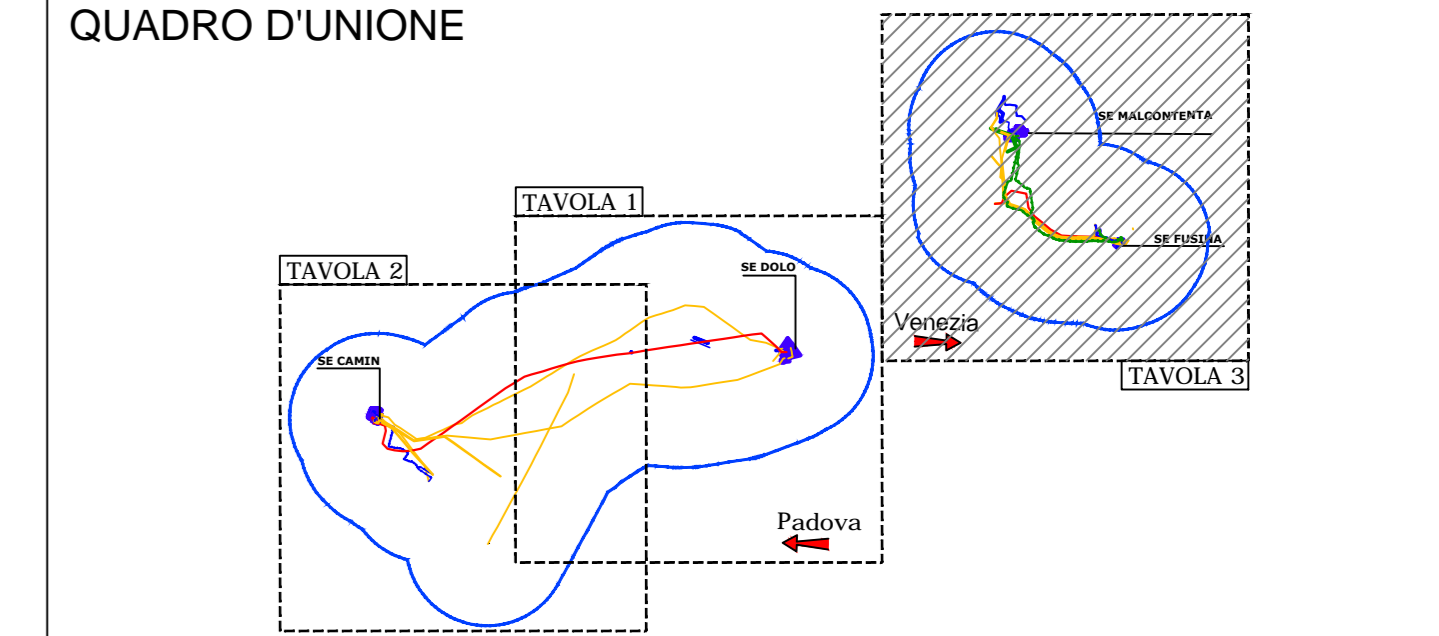 QUADRO D'UNIONE
SE MALCONTENTA
TAVOLA 1
SE FUSINA
TAVOLA 2
SE DOLO
Venezia
SE CAMIN
TAVOLA 3
Padova